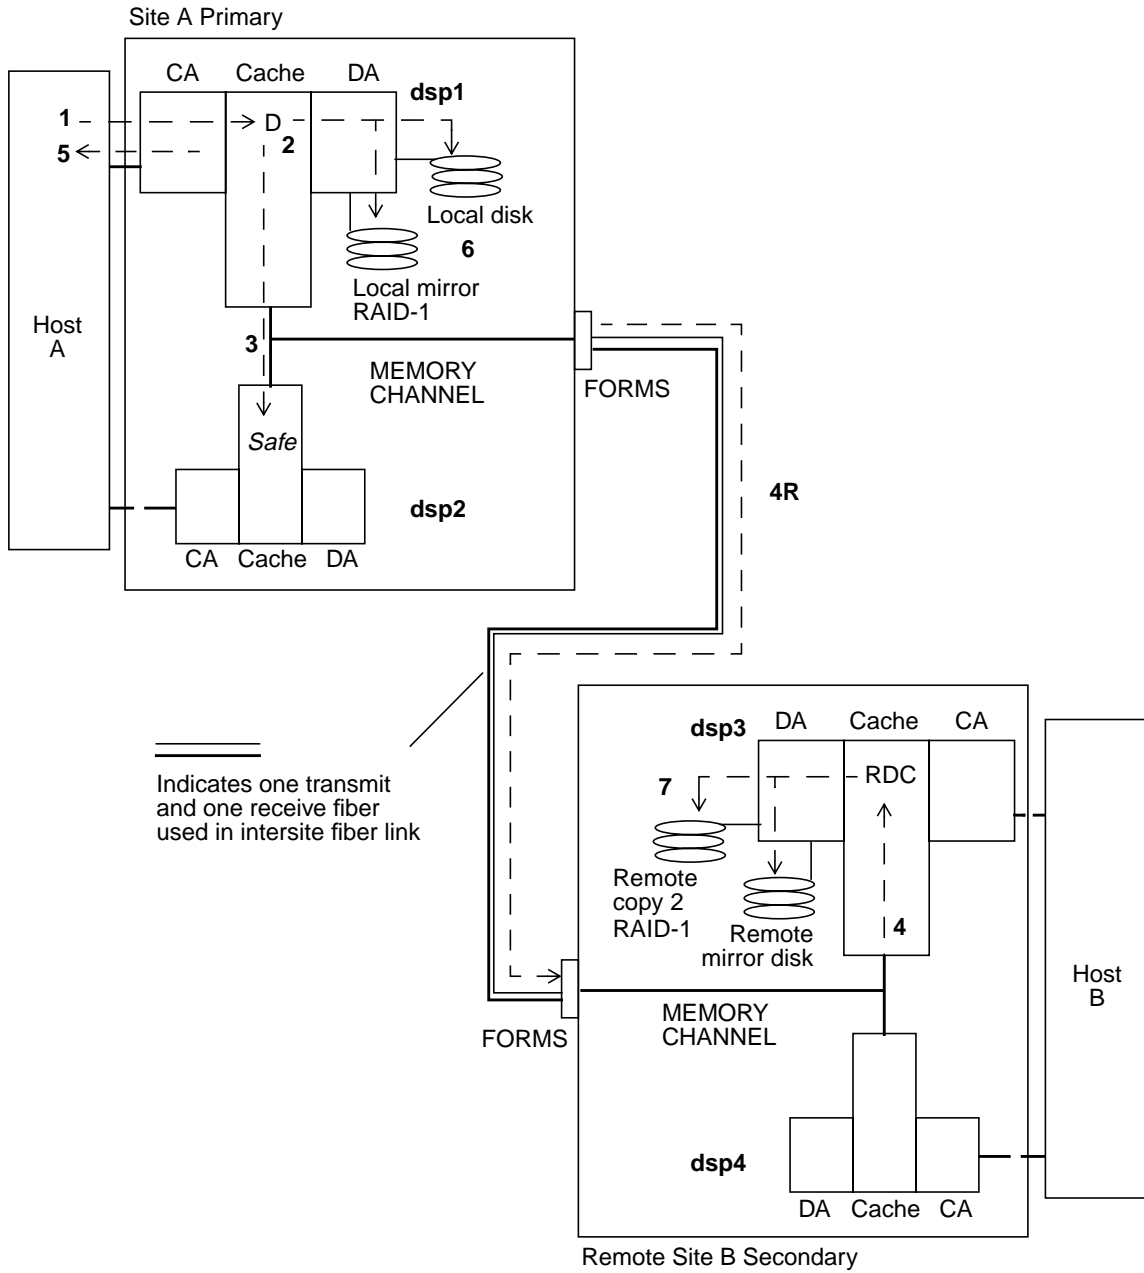 Site A Primary
CA Cache DA
dsp1
1
D
2
5
Local disk
6
Local mirror
RAID-1
Host
A
3
MEMORY
CHANNEL
FORMS
Safe
4R
dsp2
CA Cache DA
Indicates one transmit
and one receive fiber
used in intersite fiber link
dsp3
DA Cache CA
RDC
7
Remote
copy 2
RAID-1
Remote
mirror disk
4
Host
B
MEMORY
CHANNEL
FORMS
dsp4
DA Cache CA
Remote Site B Secondary